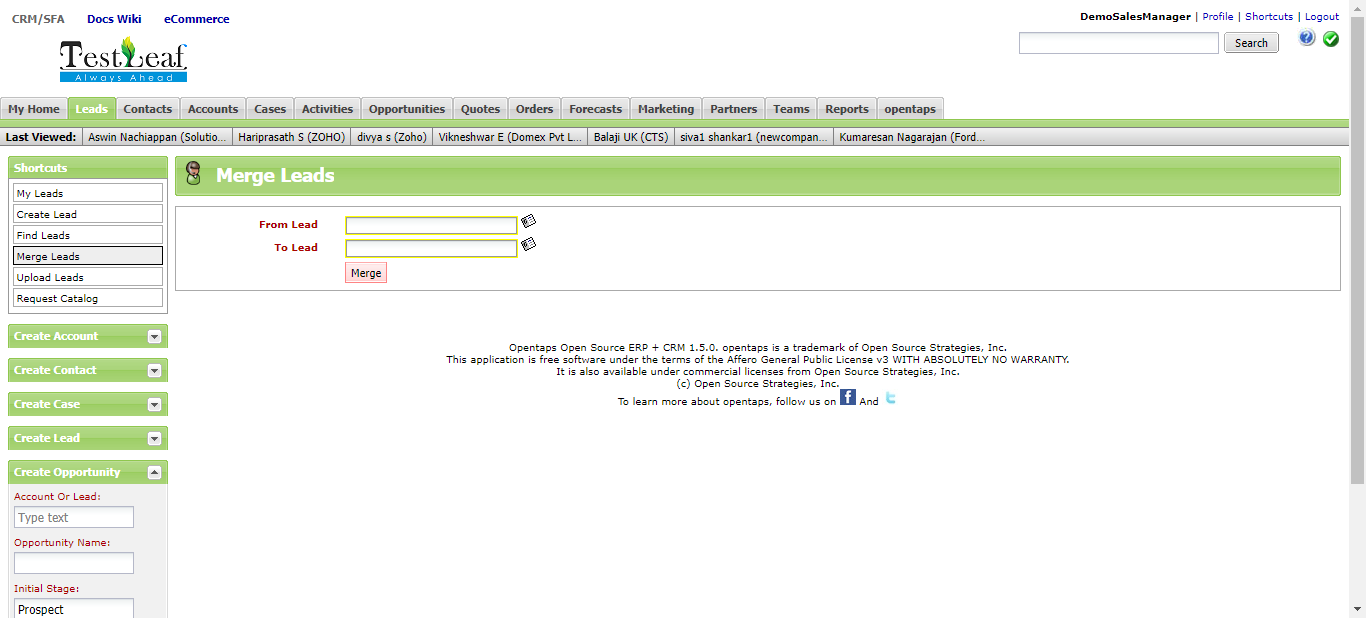 CRM/SFA Docs Wiki eCommerce
DemoSalesManager | Profile | Shortcuts | Logout
TestLeaf
Always Ahead
Search
My Home Leads Contacts Accounts Cases Activities Opportunities Quotes Orders Forecasts Marketing Partners Teams Reports opentaps
Last Viewed: Aswin Nachiappan (Solutio... Hariprasath S (ZOHO) divya s (Zoho) Vikneshwar E (Domex Pvt L... Balaji UK (CTS) siva1 shankar1 (newcompan... Kumaresan Nagarajan (Ford...
Shortcuts
My Leads
Create Lead
Find Leads
Merge Leads
Upload Leads
Request Catalog
Create Account
Create Contact
Create Case
Create Lead
Create Opportunity
Account Or Lead:
Type text
Opportunity Name:
Initial Stage:
Prospect
Merge Leads
From Lead
To Lead
Merge
Opentaps Open Source ERP + CRM 1.5.0. opentaps is a trademark of Open Source Strategies, Inc.
This application is free software under the terms of the Affero General Public License v3 WITH ABSOLUTELY NO WARRANTY.
It is also available under commercial licenses from Open Source Strategies, Inc.
(c) Open Source Strategies, Inc.
To learn more about opentaps, follow us on f And t